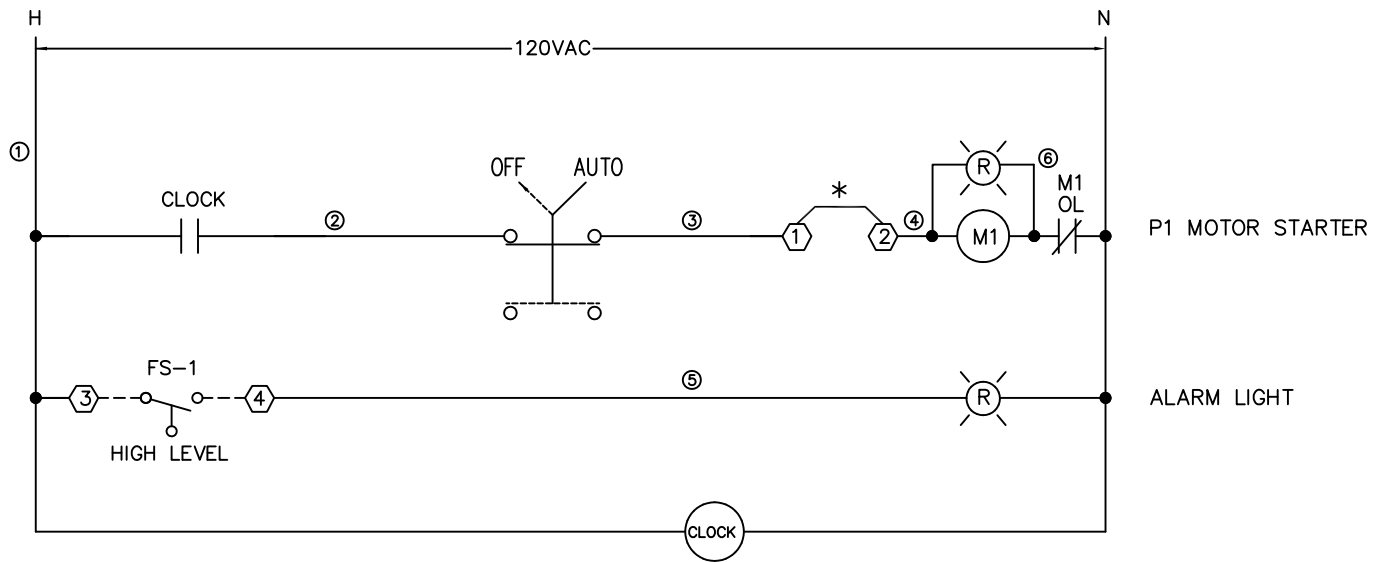 H
N
120VAC
①
OFF
AUTO
*
R
⑥
M1
OL
CLOCK
②
③
1
2
④
M1
P1 MOTOR STARTER
FS-1
3
4
⑤
R
ALARM LIGHT
HIGH LEVEL
CLOCK